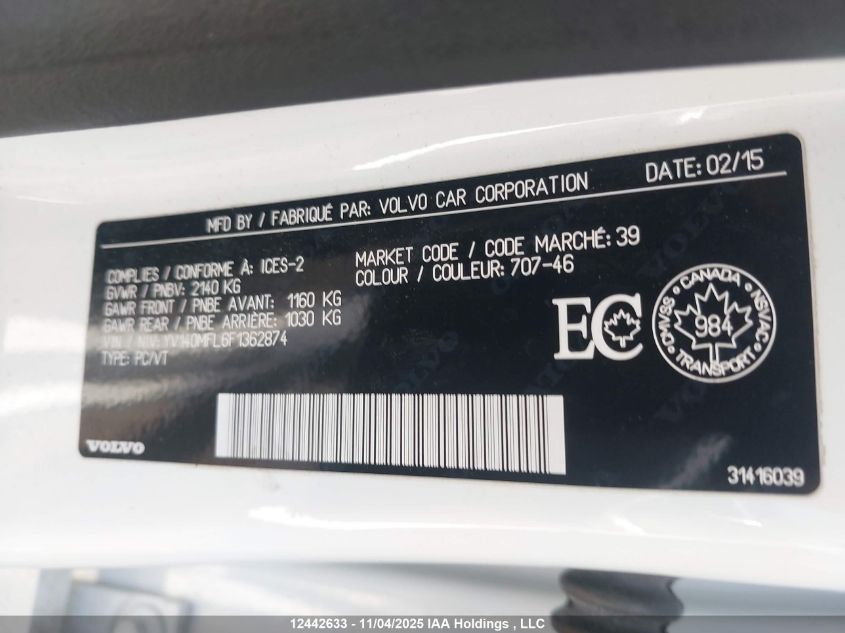 MFD BY / FABRIQUÉ PAR: VOLVO CAR CORPORATION DATE: 02/15
COMPLIES / CONFORME À: ICES-2
GVWR / PNBV: 2140 KG
GAWR FRONT / PNBE AVANT: 1160 KG
GAWR REAR / PNBE ARRIÈRE: 1030 KG
VIN / NIV: YV140MFL6F1362874
TYPE: PC/VT
MARKET CODE / CODE MARCHÉ: 39
COLOUR / COULEUR: 707-46
EC
CANADA
CMVSS 984 NSVAC
TRANSPORT
VOLVO
31416039
12442633 - 11/04/2025 IAA Holdings , LLC